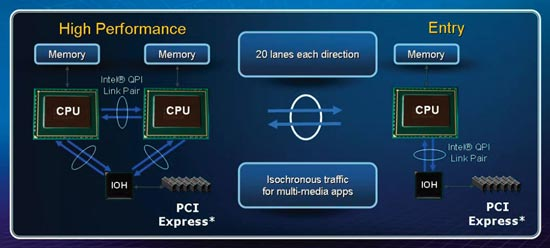 High Performance
Entry
Memory
Memory
20 lanes each direction
Memory
Intel® QPI
Link Pair
CPU
CPU
CPU
Intel® QPI
Link Pair
IOH
PCI
Express*
Isochronous traffic
for multi-media apps
IOH
PCI
Express*